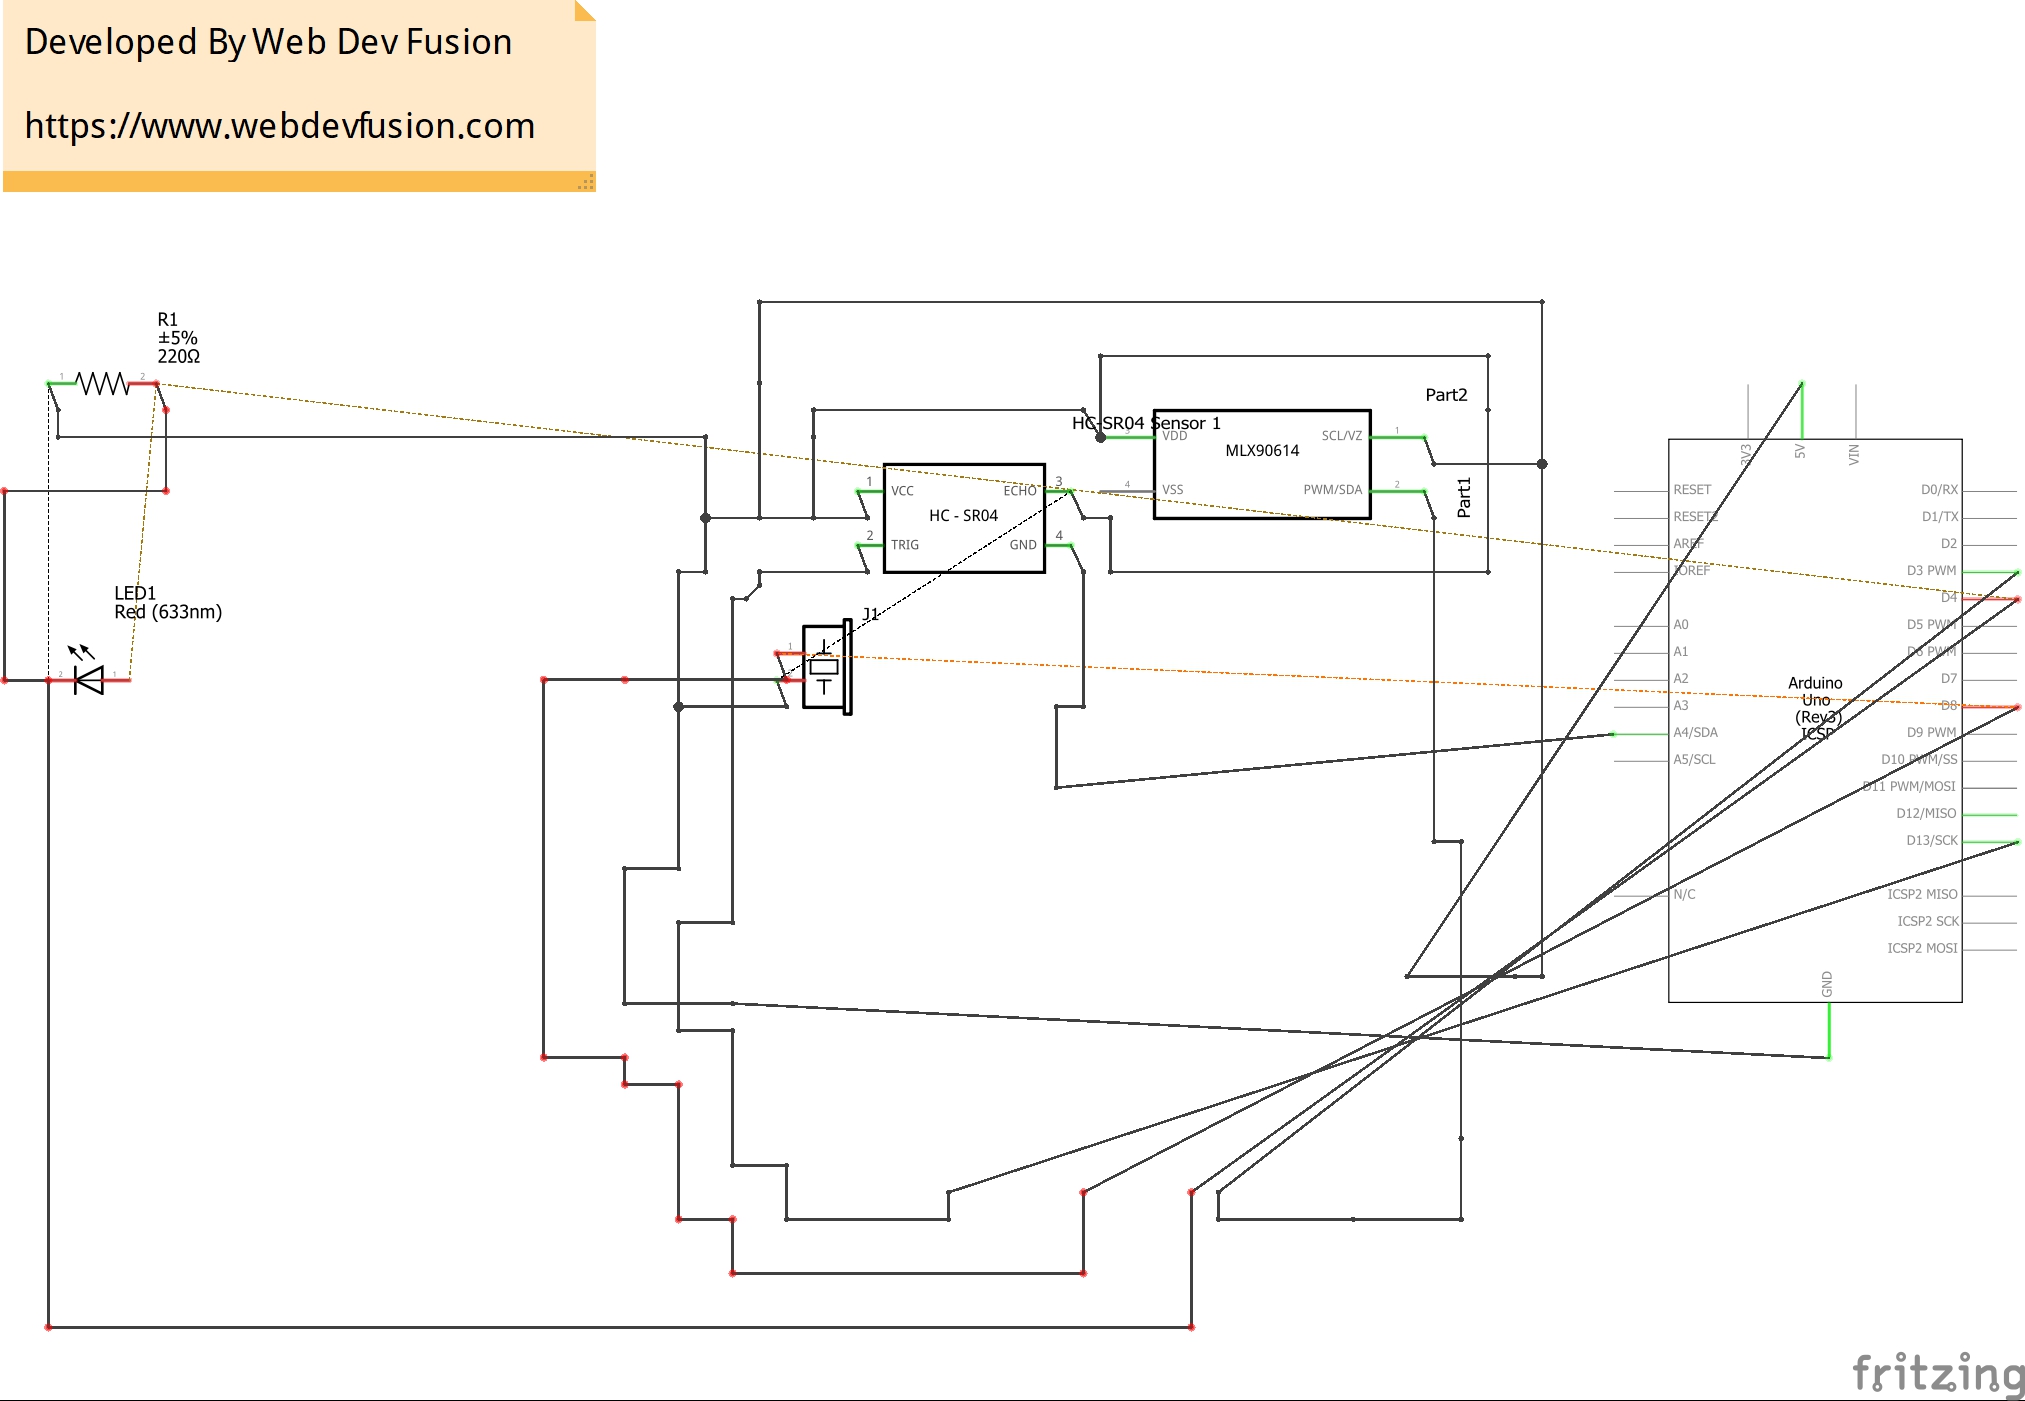 Developed By Web Dev Fusion
https://www.webdevfusion.com
R1
±5%
220Ω
1
2
LED1
Red (633nm)
2
1
HC-SR04 Sensor 1
Part2
Part1
VDD
SCL/VZ
1
MLX90614
4
VSS
PWM/SDA
2
1
VCC
ECHO
3
HC - SR04
2
TRIG
GND
4
J1
1
3V3
5V
VIN
RESET
RESET2
AREF
IOREF
A0
A1
A2
A3
A4/SDA
A5/SCL
N/C
Arduino
Uno
(Rev3)
ICSP
D0/RX
D1/TX
D2
D3 PWM
D4
D5 PWM
D6 PWM
D7
D8
D9 PWM
D10 PWM/SS
D11 PWM/MOSI
D12/MISO
D13/SCK
ICSP2 MISO
ICSP2 SCK
ICSP2 MOSI
GND
fritzing